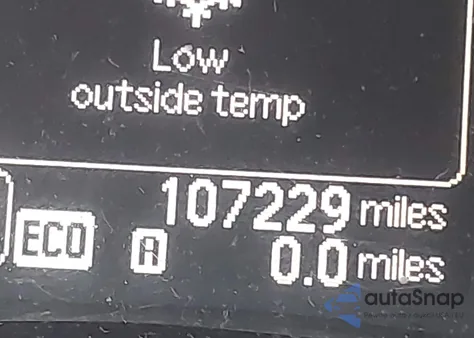 Low
outside temp
107229 miles
ECO A 0.0 miles
autoSnap